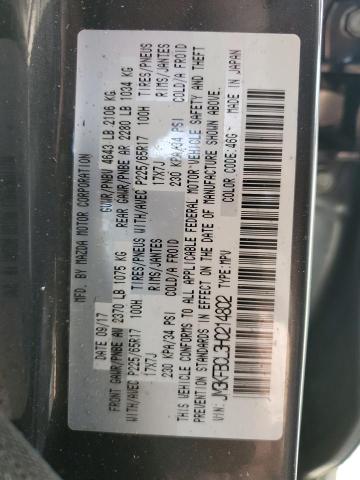 MFD. BY MAZDA MOTOR CORPORATION
DATE 09/17 GVWR/PNBV 4643 LB 2106 KG
FRONT GAWR/PNBE AV 2370 LB 1075 KG REAR GAWR/PNBE AR 2280 LB 1034 KG
WITH/AVEC P225/65R17 100H TIRES/PNEUS WITH/AVEC P225/65R17 100H TIRES/PNEUS
17X7J RIMS/JANTES 17X7J RIMS/JANTES
230 KPA/34 PSI COLD/A FROID 230 KPA/34 PSI COLD/A FROID
THIS VEHICLE CONFORMS TO ALL APPLICABLE FEDERAL MOTOR VEHICLE SAFETY AND
THEFT PREVENTION STANDARDS IN EFFECT ON THE DATE OF MANUFACTURE SHOWN ABOVE.
VIN: TYPE:MPV COLOR CODE:46G MADE IN JAPAN